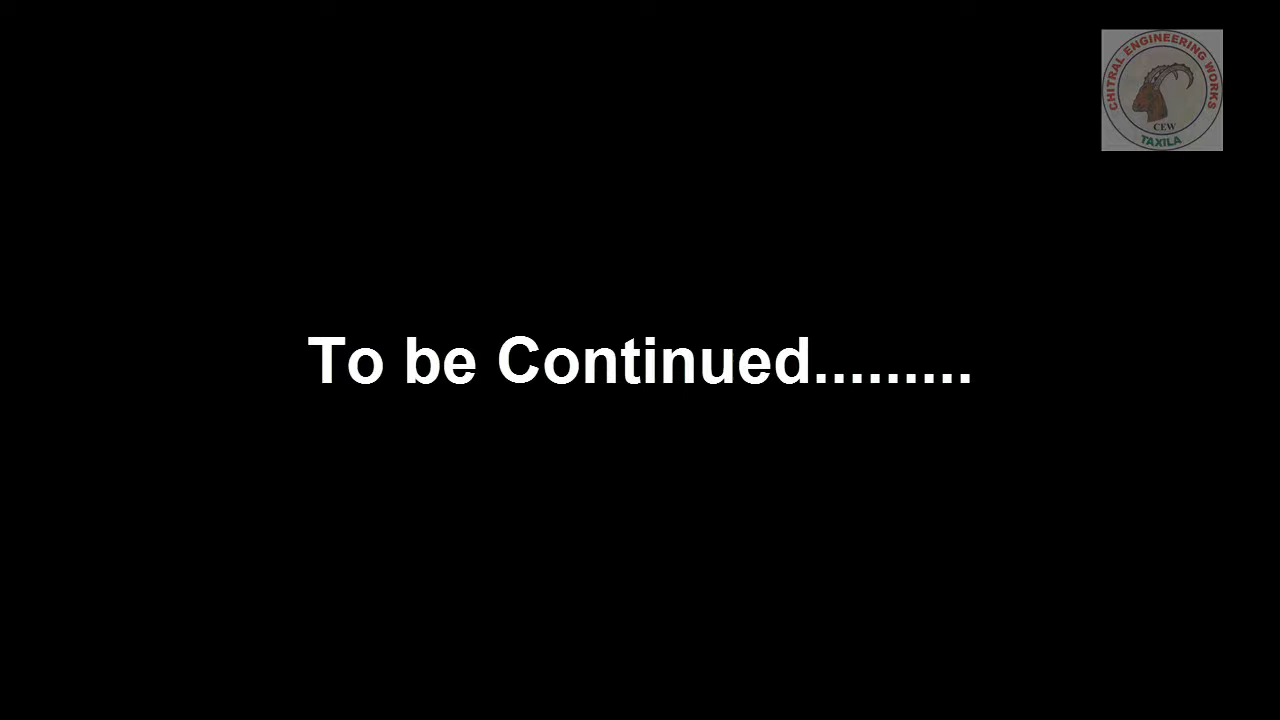 CHITRAL ENGINEERING WORKS
CEW
TAXILA
To be Continued.........